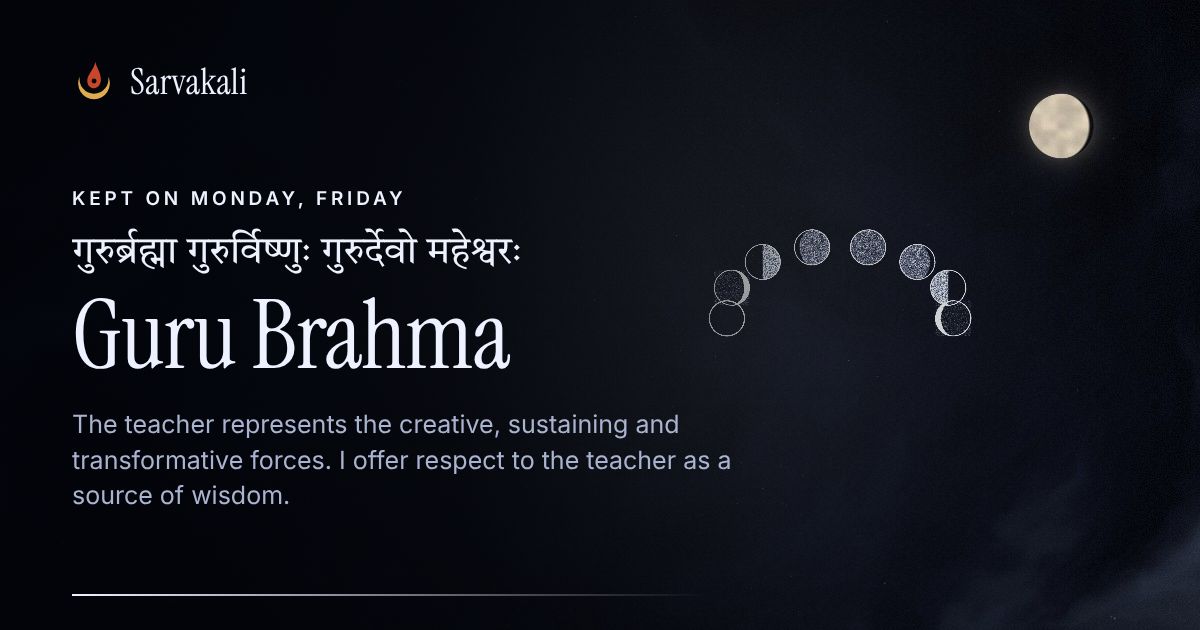 Sarvakali
KEPT ON MONDAY, FRIDAY
गुरुर्ब्रह्मा गुरुर्विष्णुः गुरुर्देवो महेश्वरः
Guru Brahma
The teacher represents the creative, sustaining and
transformative forces. I offer respect to the teacher as a
source of wisdom.